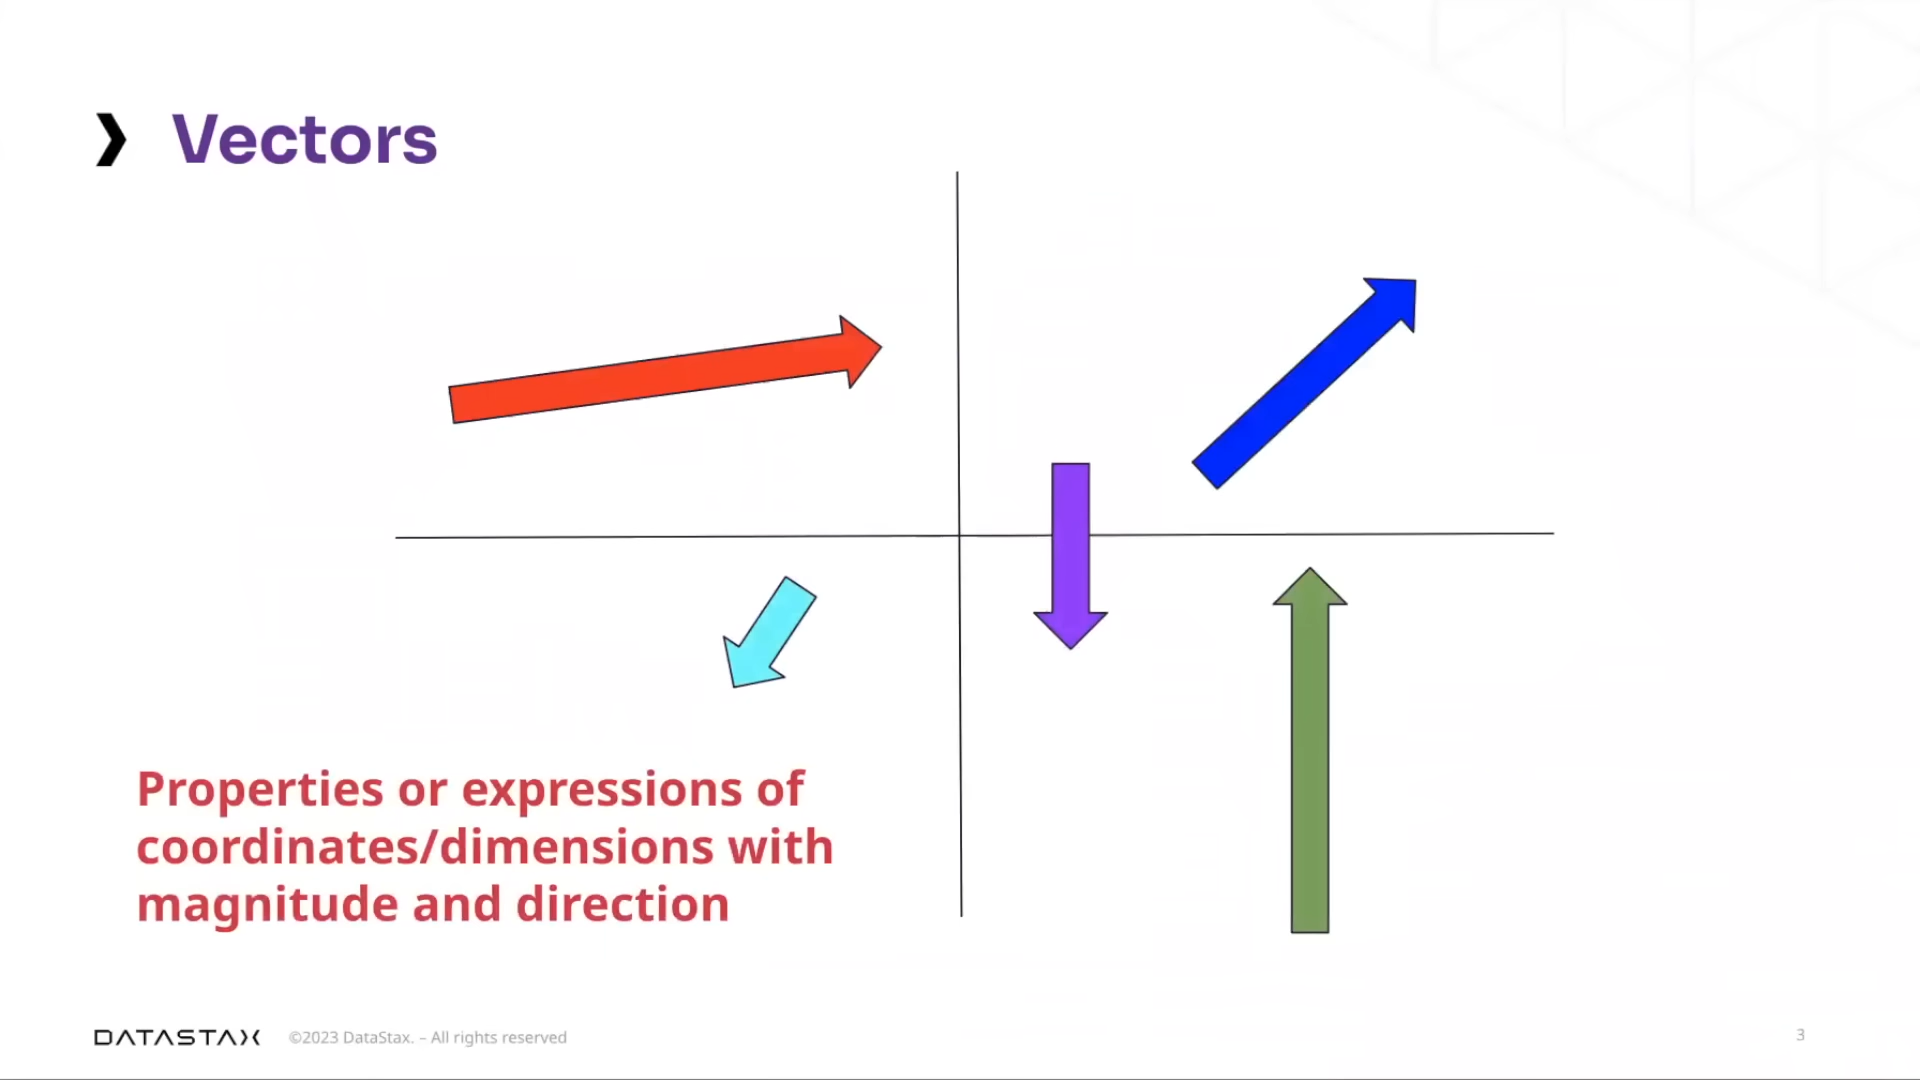 Vectors
Properties or expressions of
coordinates/dimensions with
magnitude and direction
DATASTAX ©2023 DataStax. – All rights reserved
3